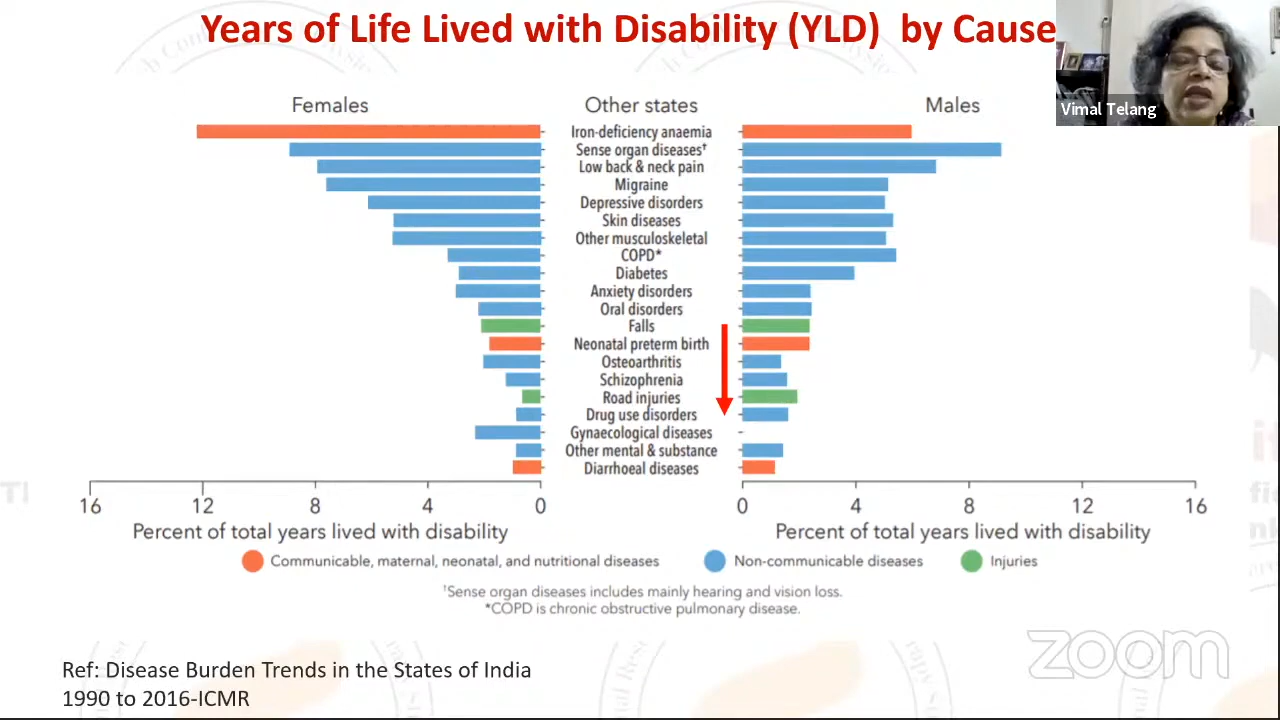 Years of Life Lived with Disability (YLD) by Cause
Vimal Telang
Females
Other states
Males
Iron-deficiency anaemia
Sense organ diseases†
Low back & neck pain
Migraine
Depressive disorders
Skin diseases
Other musculoskeletal
COPD*
Diabetes
Anxiety disorders
Oral disorders
Falls
Neonatal preterm birth
Osteoarthritis
Schizophrenia
Road injuries
Drug use disorders
Gynaecological diseases
Other mental & substance
Diarrhoeal diseases
16 12 8 4 0
0 4 8 12 16
Percent of total years lived with disability
Percent of total years lived with disability
Communicable, maternal, neonatal, and nutritional diseases
Non-communicable diseases
Injuries
†Sense organ diseases includes mainly hearing and vision loss.
*COPD is chronic obstructive pulmonary disease.
zoom
Ref: Disease Burden Trends in the States of India
1990 to 2016-ICMR